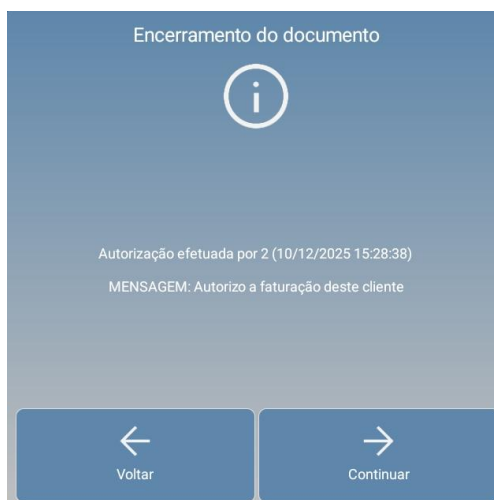 Encerramento do documento
i
Autorização efetuada por 2 (10/12/2025 15:28:38)
MENSAGEM: Autorizo a faturação deste cliente
Voltar
Continuar